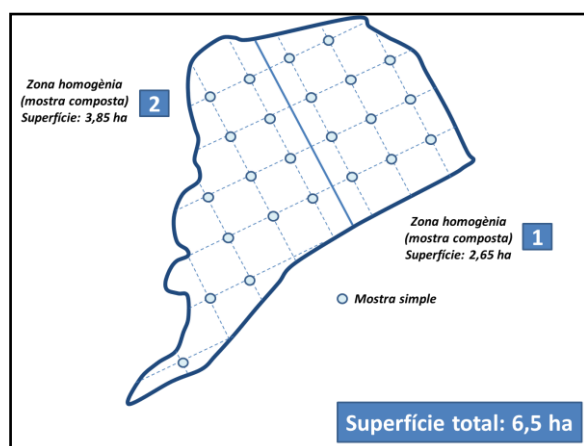 Zona homogènia
(mostra composta)
Superfície: 3,85 ha
2
Zona homogènia
(mostra composta)
Superfície: 2,65 ha
1
Mostra simple
Superfície total: 6,5 ha